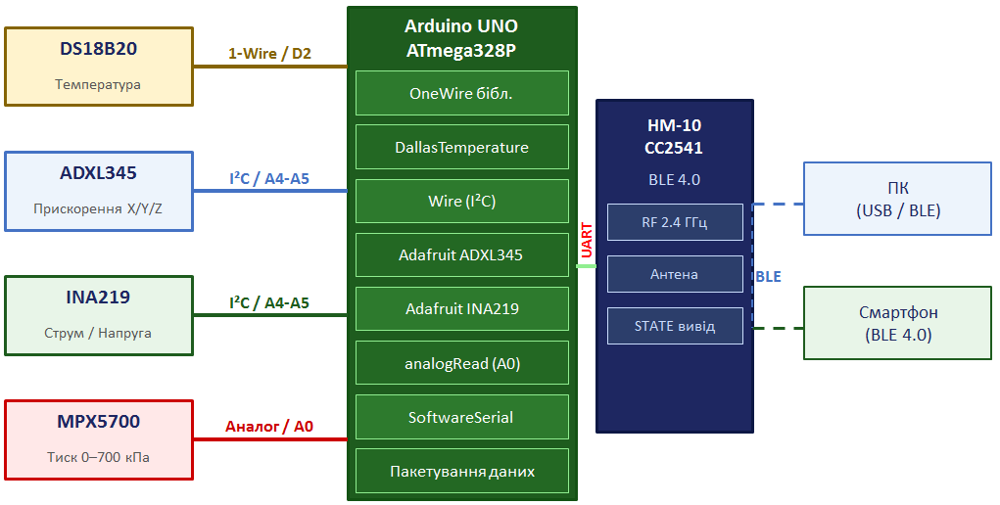 DS18B20
Температура
1-Wire / D2
ADXL345
Прискорення X/Y/Z
I²C / A4-A5
INA219
Струм / Напруга
I²C / A4-A5
MPX5700
Тиск 0–700 кПа
Аналог / A0
Arduino UNO
ATmega328P
OneWire бібл.
DallasTemperature
Wire (I²C)
Adafruit ADXL345
Adafruit INA219
analogRead (A0)
SoftwareSerial
Пакетування даних
UART
HM-10
CC2541
BLE 4.0
RF 2.4 ГГц
Антена
STATE вивід
BLE
ПК
(USB / BLE)
Смартфон
(BLE 4.0)